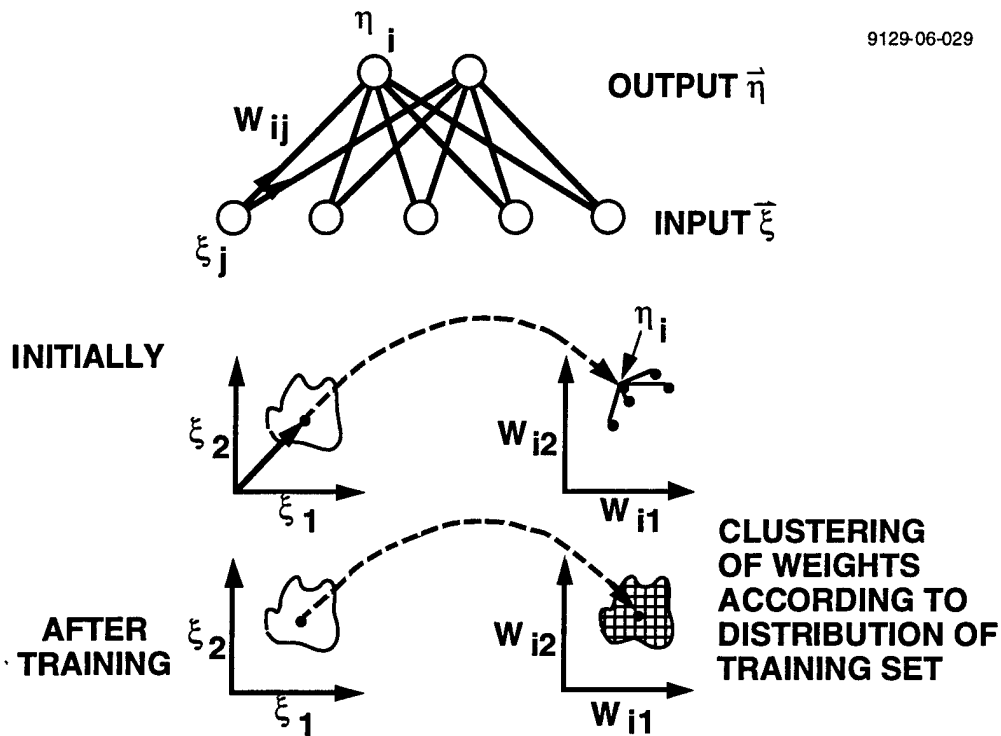 9129-06-029
η i
OUTPUT η⃗
W ij
INPUT ξ⃗
ξ j
INITIALLY
η i
ξ 2
W i2
ξ 1
W i1
CLUSTERING
OF WEIGHTS
ACCORDING TO
DISTRIBUTION OF
TRAINING SET
AFTER
TRAINING
ξ 2
W i2
ξ 1
W i1